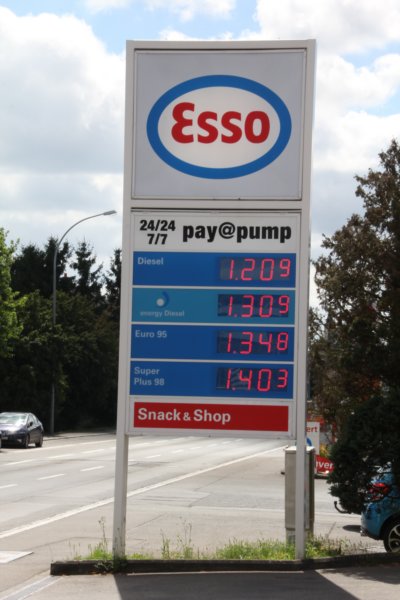 Esso
24/24 pay@pump
7/7
Diesel 1.209
energy Diesel 1.309
Euro 95 1.348
Super
Plus 98 1.403
Snack & Shop